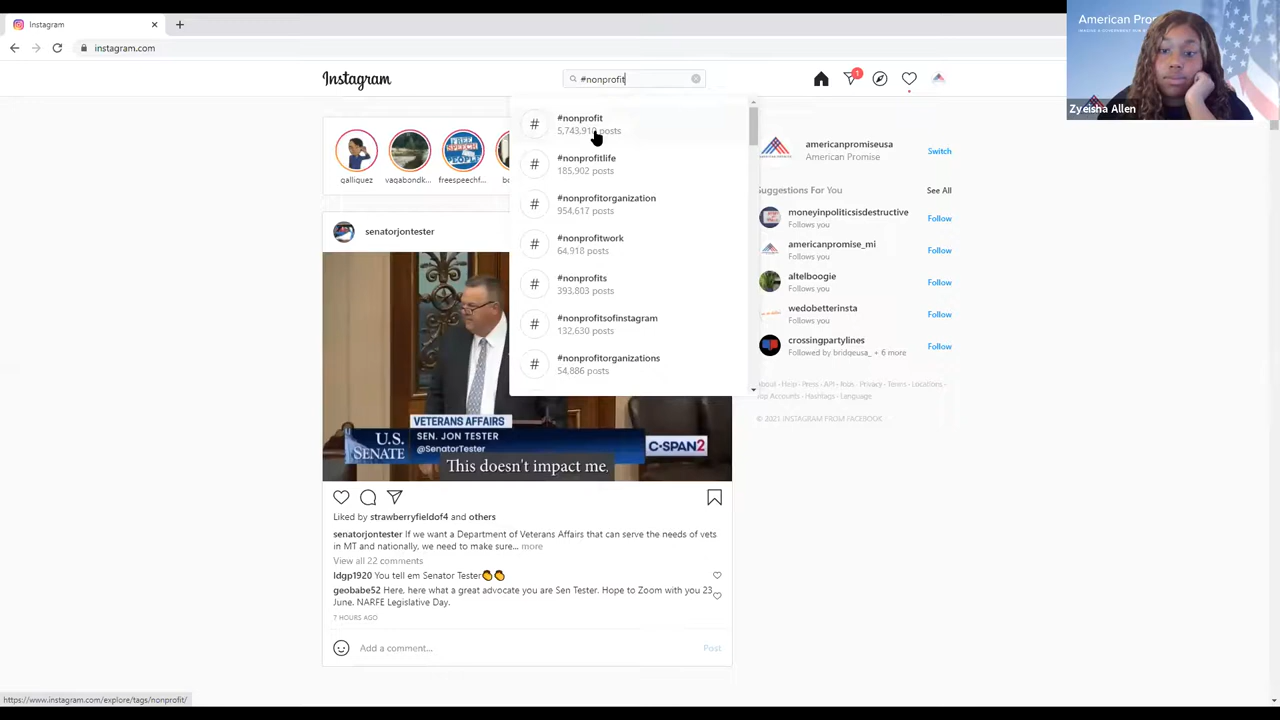 Instagram
instagram.com
Instagram
#nonprofit
1
#nonprofit
5,743,910 posts
#nonprofitlife
185,902 posts
#nonprofitorganization
954,617 posts
#nonprofitwork
64,918 posts
#nonprofits
393,803 posts
#nonprofitsofinstagram
132,630 posts
#nonprofitorganizations
54,886 posts
galliquez
vagabondk...
freespeechf...
senatorjontester
VETERANS AFFAIRS
U.S. SENATE
SEN. JON TESTER
@SenatorTester
C-SPAN2
This doesn't impact me.
Liked by strawberryfieldof4 and others
senatorjontester If we want a Department of Veterans Affairs that can serve the needs of vets
in MT and nationally, we need to make sure... more
View all 22 comments
ldgp1920 You tell em Senator Tester👏👏
geobabe52 Here, here what a great advocate you are Sen Tester. Hope to Zoom with you 23
June, NARFE Legislative Day.
7 HOURS AGO
Add a comment...
Post
americanpromiseusa
American Promise
Switch
Suggestions For You
See All
moneyinpoliticsisdestructive
Follows you
Follow
americanpromise_mi
Follows you
Follow
altelboogie
Follows you
Follow
wedobetterinsta
Follows you
Follow
crossingpartylines
Followed by bridgeusa_ + 6 more
Follow
About · Help · Press · API · Jobs · Privacy · Terms · Locations ·
Top Accounts · Hashtags · Language
© 2021 INSTAGRAM FROM FACEBOOK
American
Zyeisha Allen
https://www.instagram.com/explore/tags/nonprofit/